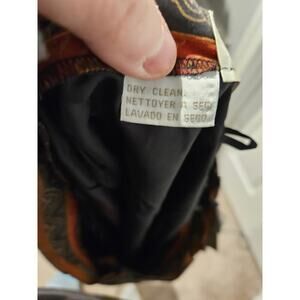 DRY CLEAN.
NETTOYER A SEC
LAVADO EN SECO